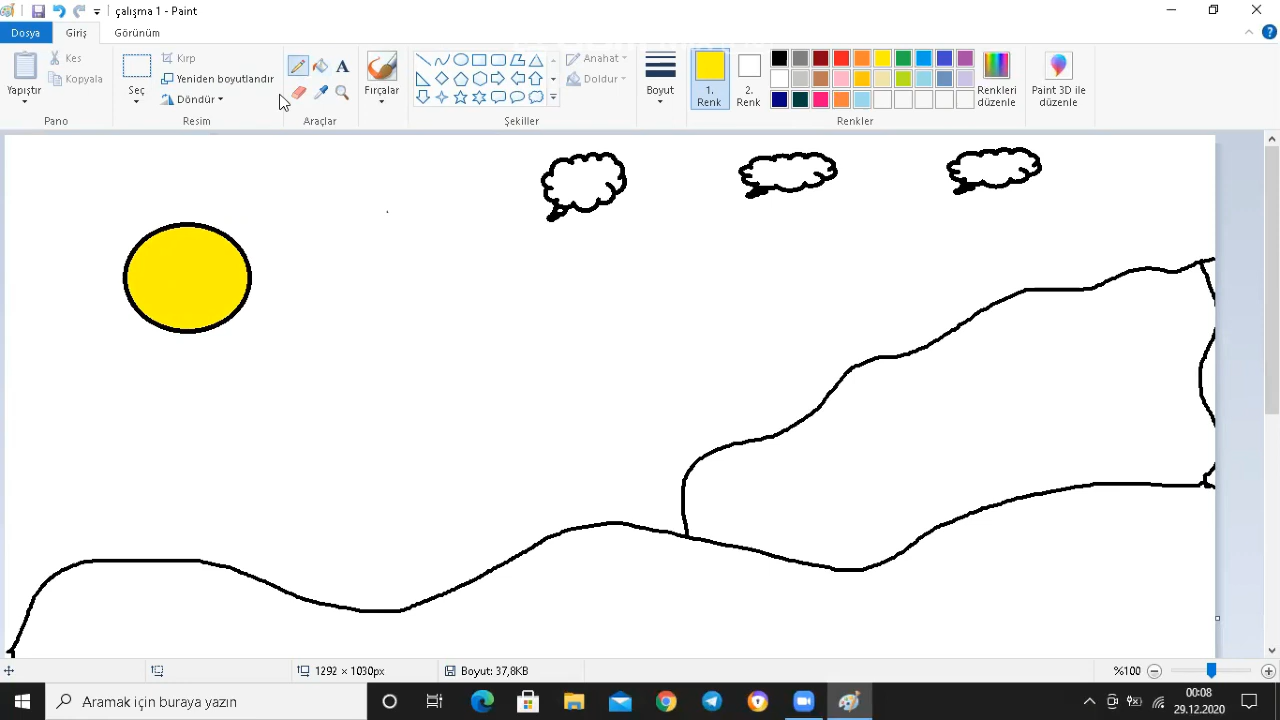 çalışma 1 - Paint
Dosya
Giriş
Görünüm
Yapıştır
Kes
Pano
Seç
Kırp
Yeniden boyutlandır
Döndür
Resim
Araçlar
Fırçalar
Anahat
Doldur
Şekiller
Boyut
1.
Renk
2.
Renk
Renkleri
düzenle
Renkler
Paint 3D ile
düzenle
1292 × 1030px
Boyut: 37,8KB
%100
Aramak için buraya yazın
00:08
29.12.2020